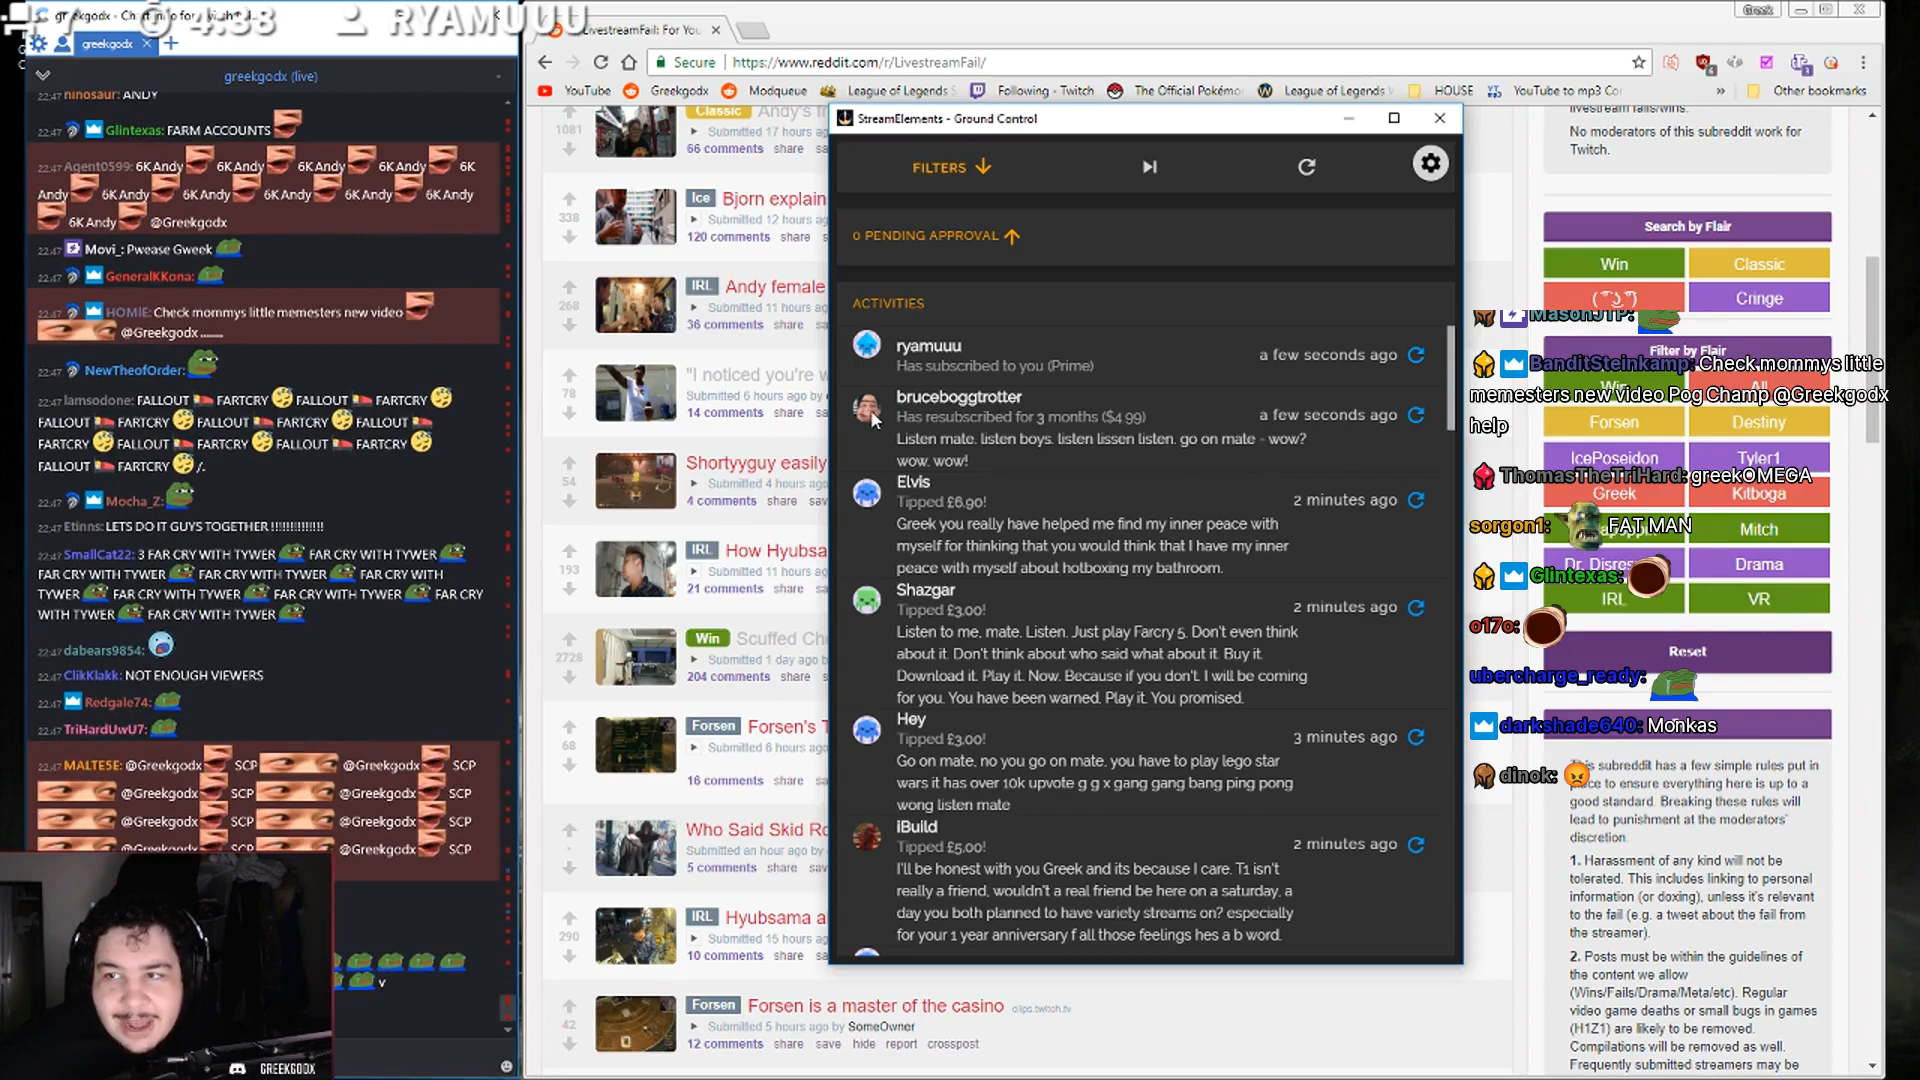 4:38 RYAMUUU
greekgodx
greekgodx (live)
22:47 ninosaur: ANDY
22:47 Glintexas: FARM ACCOUNTS
22:47 Agent0599: 6K Andy 6K Andy 6K Andy 6K Andy 6K
Andy 6K Andy 6K Andy 6K Andy 6K Andy 6K Andy
6K Andy @Greekgodx
22:47 Movi_: Pwease Gweek
22:47 GeneralKKona:
22:47 HOMIE: Check mommys little memesters new video
@Greekgodx ........
22:47 NewTheofOrder:
22:47 Iamsodone: FALLOUT FARTCRY FALLOUT FARTCRY
FALLOUT FARTCRY FALLOUT FARTCRY FALLOUT
FARTCRY FALLOUT FARTCRY FALLOUT FARTCRY
FALLOUT FARTCRY /.
22:47 Mocha_Z:
22:47 Etinns: LETS DO IT GUYS TOGETHER !!!!!!!!!!!!!!!
22:47 SmallCat22: 3 FAR CRY WITH TYWER FAR CRY WITH TYWER
FAR CRY WITH TYWER FAR CRY WITH TYWER FAR CRY WITH
TYWER FAR CRY WITH TYWER FAR CRY WITH TYWER FAR CRY
WITH TYWER FAR CRY WITH TYWER
22:47 dabears9854:
22:47 ClikKlakk: NOT ENOUGH VIEWERS
22:47 Redgale74:
22:47 TriHardUwU7:
22:47 MALTESE: @Greekgodx SCP @Greekgodx SCP
@Greekgodx SCP @Greekgodx SCP
@Greekgodx SCP @Greekgodx SCP
@Greekgodx SCP @Greekgodx SCP
v
GREEKGODX
LivestreamFail: For You
Greek
Secure https://www.reddit.com/r/LivestreamFail/
YouTube Greekgodx Modqueue League of Legends Following - Twitch The Official Pokémo League of Legends HOUSE YouTube to mp3 Co » Other bookmarks
1081 Classic Andy's
Submitted 17 hours ago
66 comments share
338 Ice Bjorn explain
Submitted 12 hours ago
120 comments share
268 IRL Andy female
Submitted 11 hours ago
36 comments share
78 "I noticed you're w
Submitted 6 hours ago
14 comments share
54 Shortyyguy easily
Submitted 4 hours ago
4 comments share
193 IRL How Hyubsa
Submitted 11 hours ago
21 comments share
2728 Win Scuffed Ch
Submitted 1 day ago
204 comments share
68 Forsen Forsen's T
Submitted 6 hours ago
16 comments share
Who Said Skid Ro
Submitted an hour ago by
5 comments share
290 IRL Hyubsama a
Submitted 15 hours ago
10 comments share
42 Forsen Forsen is a master of the casino clips.twitch.tv
Submitted 5 hours ago by SomeOwner
12 comments share save hide report crosspost
StreamElements - Ground Control
FILTERS
0 PENDING APPROVAL
ACTIVITIES
ryamuuu
Has subscribed to you (Prime) a few seconds ago
bruceboggtrotter
Has resubscribed for 3 months ($4.99) a few seconds ago
Listen mate. listen boys. listen lissen listen. go on mate - wow?
wow. wow!
Elvis
Tipped £6.90! 2 minutes ago
Greek you really have helped me find my inner peace with
myself for thinking that you would think that I have my inner
peace with myself about hotboxing my bathroom.
Shazgar
Tipped £3.00! 2 minutes ago
Listen to me, mate. Listen. Just play Farcry 5. Don't even think
about it. Don't think about who said what about it. Buy it.
Download it. Play it. Now. Because if you don't. I will be coming
for you. You have been warned. Play it. You promised.
Hey
Tipped £3.00! 3 minutes ago
Go on mate, no you go on mate, you have to play lego star
wars it has over 10k upvote g g x gang gang bang ping pong
wong listen mate
iBuild
Tipped £5.00! 2 minutes ago
I'll be honest with you Greek and its because I care. T1 isn't
really a friend, wouldn't a real friend be here on a saturday, a
day you both planned to have variety streams on? especially
for your 1 year anniversary f all those feelings hes a b word.
livestream fails/wins.
No moderators of this subreddit work for
Twitch.
Search by Flair
Win Classic
( ͡° ͜ʖ ͡°) Cringe
Filter by Flair
Win All
Forsen Destiny
IcePoseidon Tyler1
Greek Kitboga
Mitch
Dr. Disres Drama
IRL VR
Reset
MasonJTP:
BanditSteinkamp: Check mommys little
memesters new video Pog Champ @Greekgodx
help
ThomasTheTriHard: greekOMEGA
sorgon1: FAT MAN
Glintexas:
o17o:
ubercharge_ready:
darkshade640: Monkas
dinok:
This subreddit has a few simple rules put in
place to ensure everything here is up to a
good standard. Breaking these rules will
lead to punishment at the moderators'
discretion.
1. Harassment of any kind will not be
tolerated. This includes linking to personal
information (or doxing), unless it's relevant
to the fail (e.g. a tweet about the fail from
the streamer).
2. Posts must be within the guidelines of
the content we allow
(Wins/Fails/Drama/Meta/etc). Regular
video game deaths or small bugs in games
(H1Z1) are likely to be removed.
Compilations will be removed as well.
Frequently submitted streamers may be